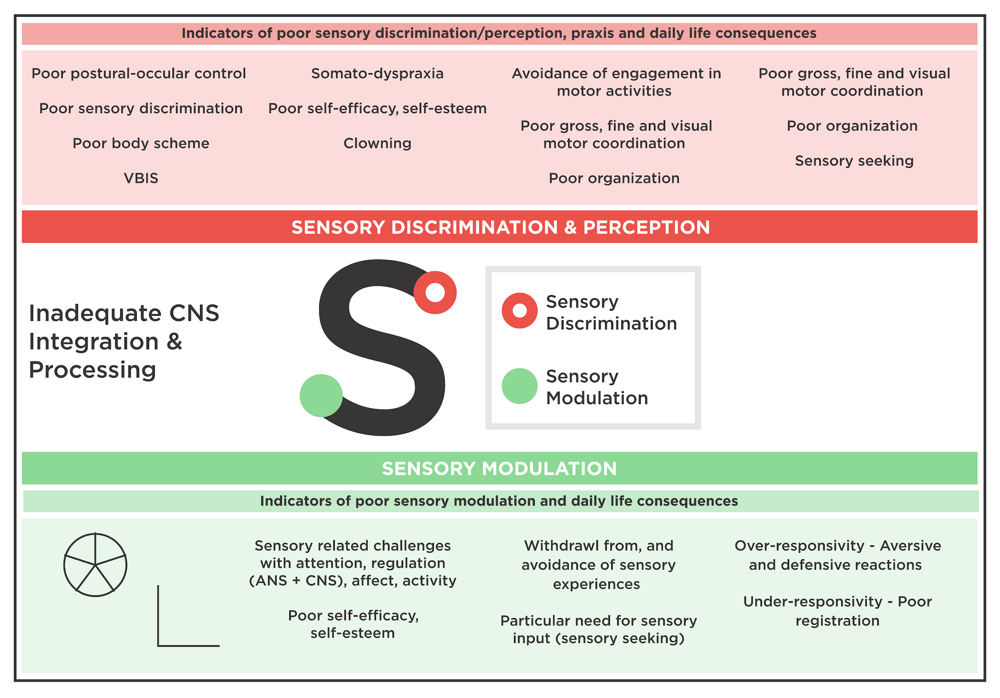 Indicators of poor sensory discrimination/perception, praxis and daily life consequences
Poor postural-occular control
Poor sensory discrimination
Poor body scheme
VBIS
Somato-dyspraxia
Poor self-efficacy, self-esteem
Clowning
Avoidance of engagement in
motor activities
Poor gross, fine and visual
motor coordination
Poor organization
Poor gross, fine and visual
motor coordination
Poor organization
Sensory seeking
SENSORY DISCRIMINATION & PERCEPTION
Inadequate CNS
Integration &
Processing
S
Sensory
Discrimination
Sensory
Modulation
SENSORY MODULATION
Indicators of poor sensory modulation and daily life consequences
Sensory related challenges
with attention, regulation
(ANS + CNS), affect, activity
Poor self-efficacy,
self-esteem
Withdrawl from, and
avoidance of sensory
experiences
Particular need for sensory
input (sensory seeking)
Over-responsivity - Aversive
and defensive reactions
Under-responsivity - Poor
registration